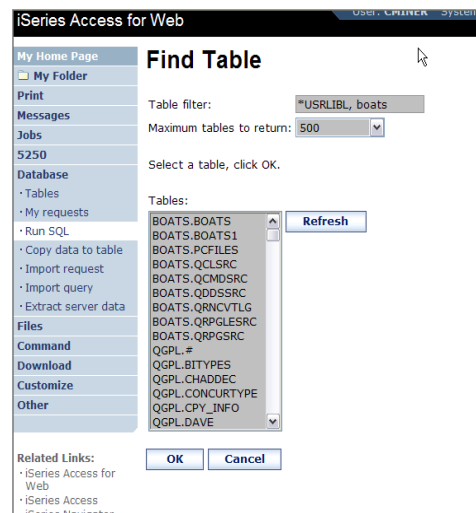 iSeries Access for Web
User: CMINER System
My Home Page
My Folder
Print
Messages
Jobs
5250
Database
· Tables
· My requests
· Run SQL
· Copy data to table
· Import request
· Import query
· Extract server data
Files
Command
Download
Customize
Other
Related Links:
· iSeries Access for
Web
· iSeries Access
· iSeries Navigator
Find Table
Table filter: *USRLIBL, boats
Maximum tables to return: 500
Select a table, click OK.
Tables:
BOATS.BOATS
BOATS.BOATS1
BOATS.PCFILES
BOATS.QCLSRC
BOATS.QCMDSRC
BOATS.QDDSSRC
BOATS.QRNCVTLG
BOATS.QRPGLESRC
BOATS.QRPGSRC
QGPL.#
QGPL.BITYPES
QGPL.CHADDEC
QGPL.CONCURTYPE
QGPL.CPY_INFO
QGPL.DAVE
Refresh
OK Cancel